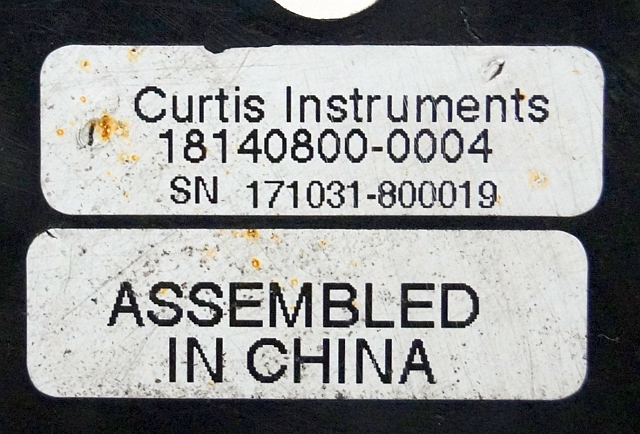 Curtis Instruments
18140800-0004
SN 171031-800019
ASSEMBLED
IN CHINA